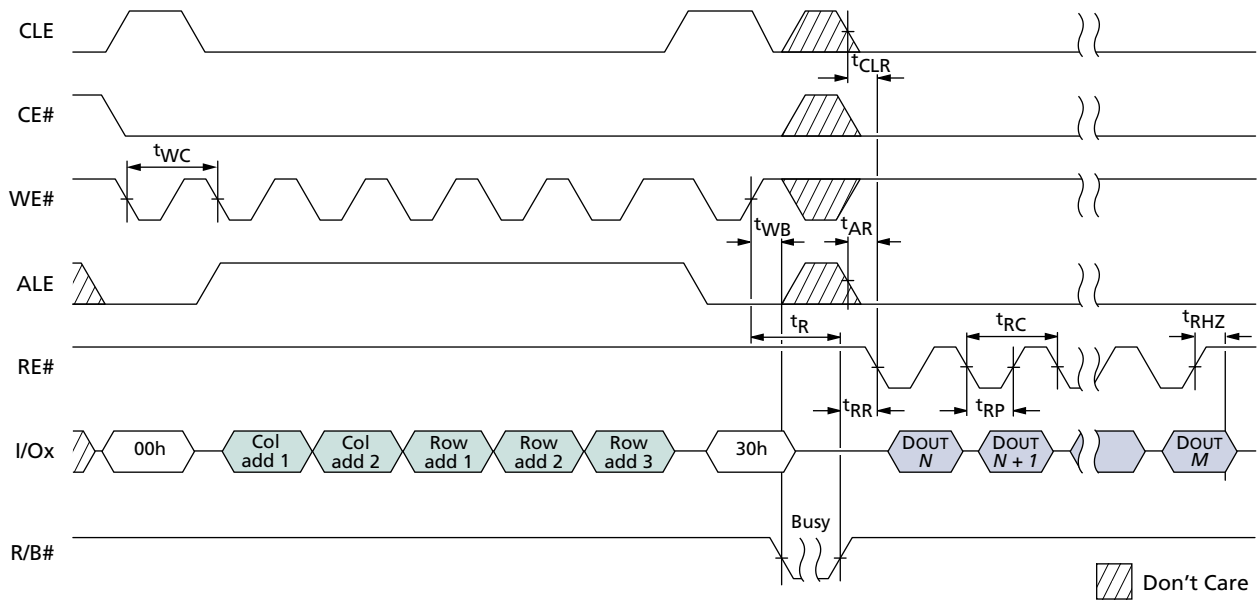 CLE
tCLR
CE#
tWC
WE#
tWB
tAR
ALE
tR
tRC
tRHZ
RE#
tRR
tRP
I/Ox
00h
Col
add 1
Col
add 2
Row
add 1
Row
add 2
Row
add 3
30h
DOUT
N
DOUT
N + 1
DOUT
M
Busy
R/B#
Don't Care